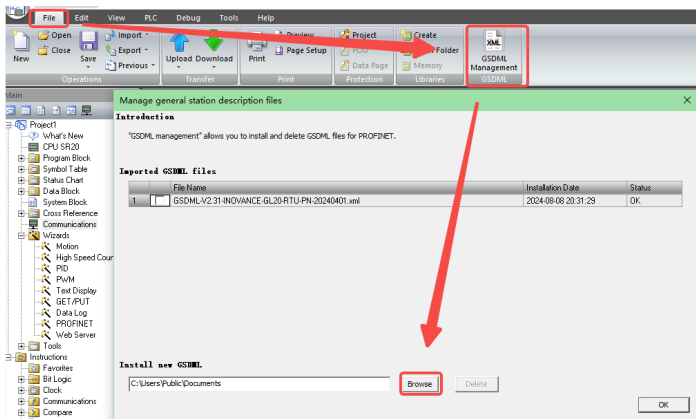 File Edit View PLC Debug Tools Help
New
Open
Close
Save
Import
Export
Previous
Operations
Upload Download
Transfer
Print
Preview
Page Setup
Print
Project
POU
Data Page
Protection
Create
Folder
Memory
Libraries
XML
GSDML
Management
GSDML
Main
Project1
What's New
CPU SR20
Program Block
Symbol Table
Status Chart
Data Block
System Block
Cross Reference
Communications
Wizards
Motion
High Speed Coun
PID
PWM
Text Display
GET/PUT
Data Log
PROFINET
Web Server
Tools
Instructions
Favorites
Bit Logic
Clock
Communications
Compare
Manage general station description files
Introduction
"GSDML management" allows you to install and delete GSDML files for PROFINET.
Imported GSDML files
File Name Installation Date Status
1 GSDML-V2.31-INOVANCE-GL20-RTU-PN-20240401.xml 2024-08-08 20:31:29 OK
Install new GSDML
C:\Users\Public\Documents Browse Delete
OK